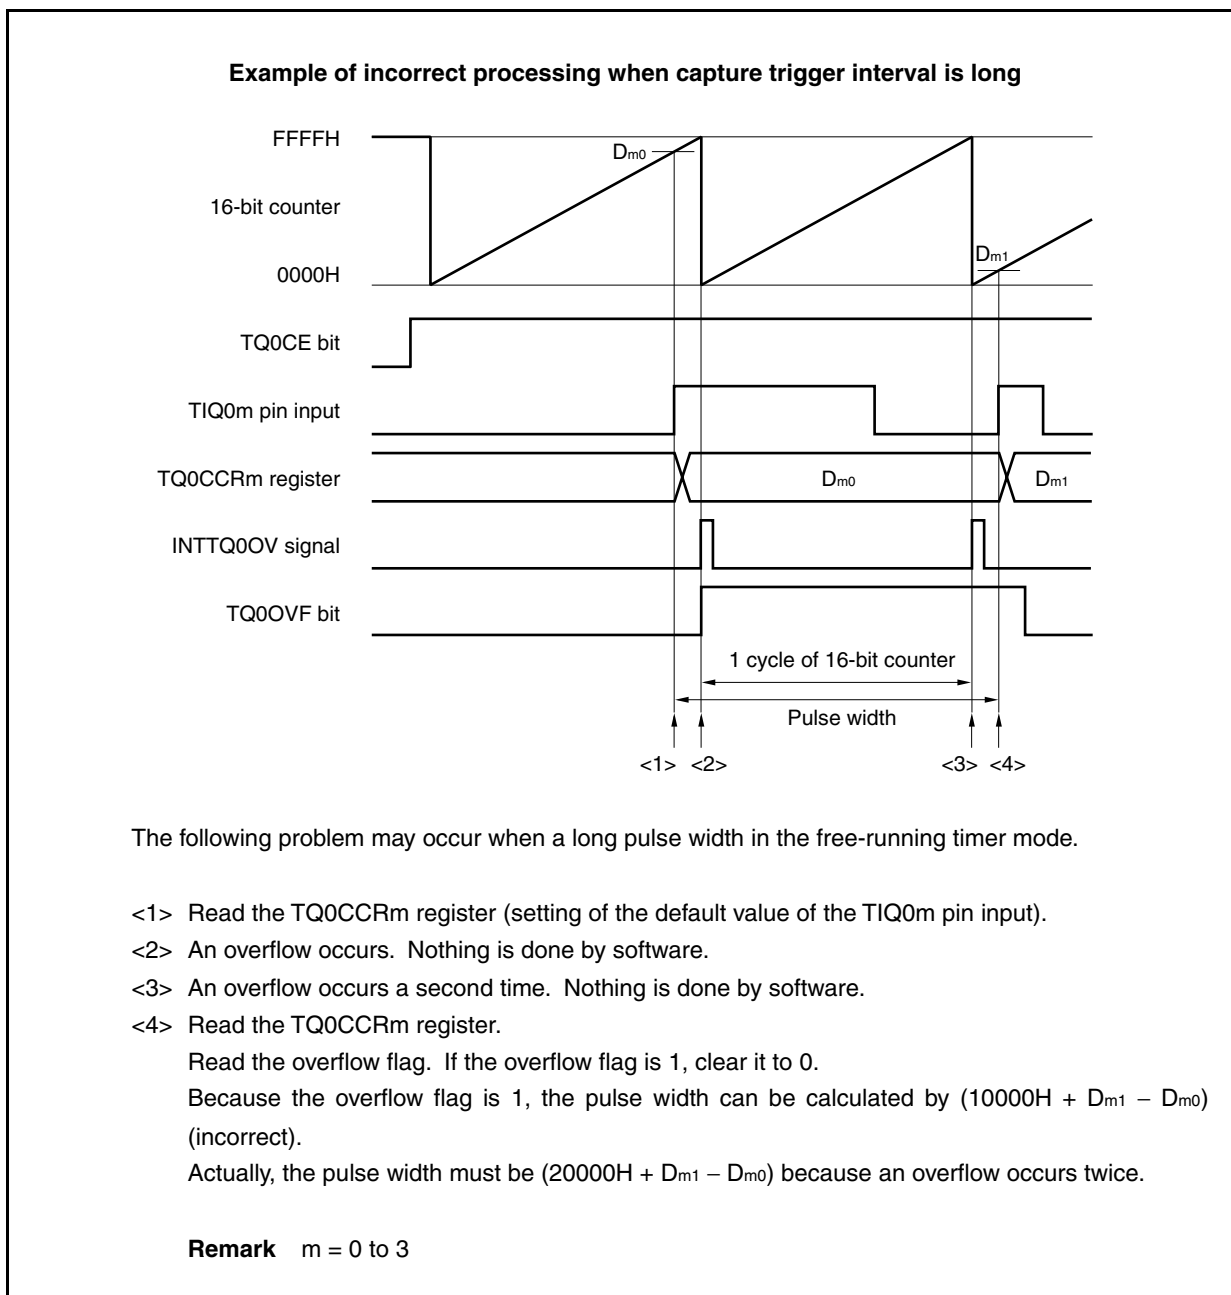 Example of incorrect processing when capture trigger interval is long
FFFFH
Dm0
16-bit counter
Dm1
0000H
TQ0CE bit
TIQ0m pin input
TQ0CCRm register
Dm0
Dm1
INTTQ0OV signal
TQ0OVF bit
1 cycle of 16-bit counter
Pulse width
<1> <2> <3> <4>
The following problem may occur when a long pulse width in the free-running timer mode.
<1> Read the TQ0CCRm register (setting of the default value of the TIQ0m pin input).
<2> An overflow occurs. Nothing is done by software.
<3> An overflow occurs a second time. Nothing is done by software.
<4> Read the TQ0CCRm register.
Read the overflow flag. If the overflow flag is 1, clear it to 0.
Because the overflow flag is 1, the pulse width can be calculated by (10000H + Dm1 − Dm0)
(incorrect).
Actually, the pulse width must be (20000H + Dm1 − Dm0) because an overflow occurs twice.
Remark m = 0 to 3